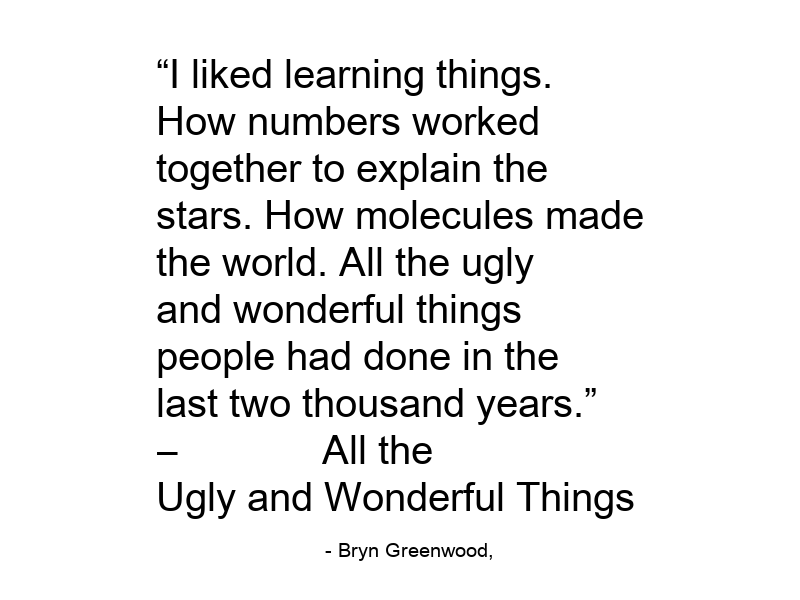 “I liked learning things.
How numbers worked
together to explain the
stars. How molecules made
the world. All the ugly
and wonderful things
people had done in the
last two thousand years.”
– All the
Ugly and Wonderful Things
- Bryn Greenwood,